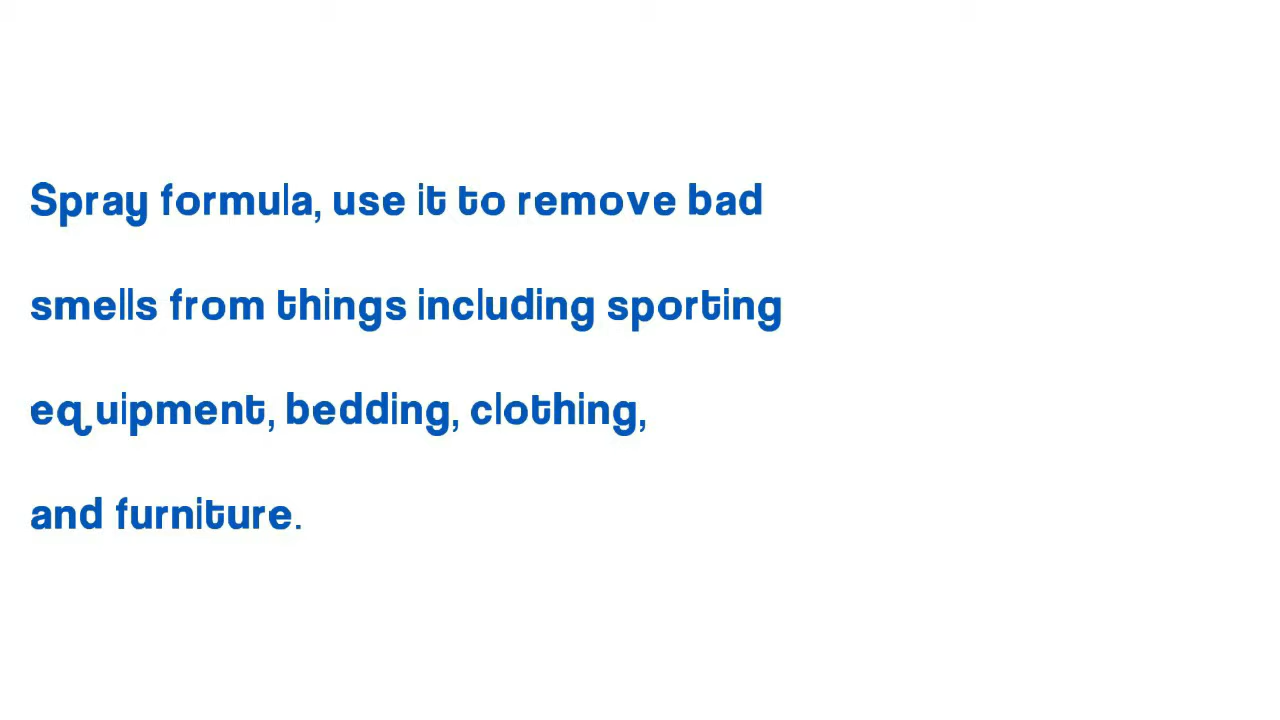 Spray formula, use it to remove bad
smells from things including sporting
equipment, bedding, clothing,
and furniture.